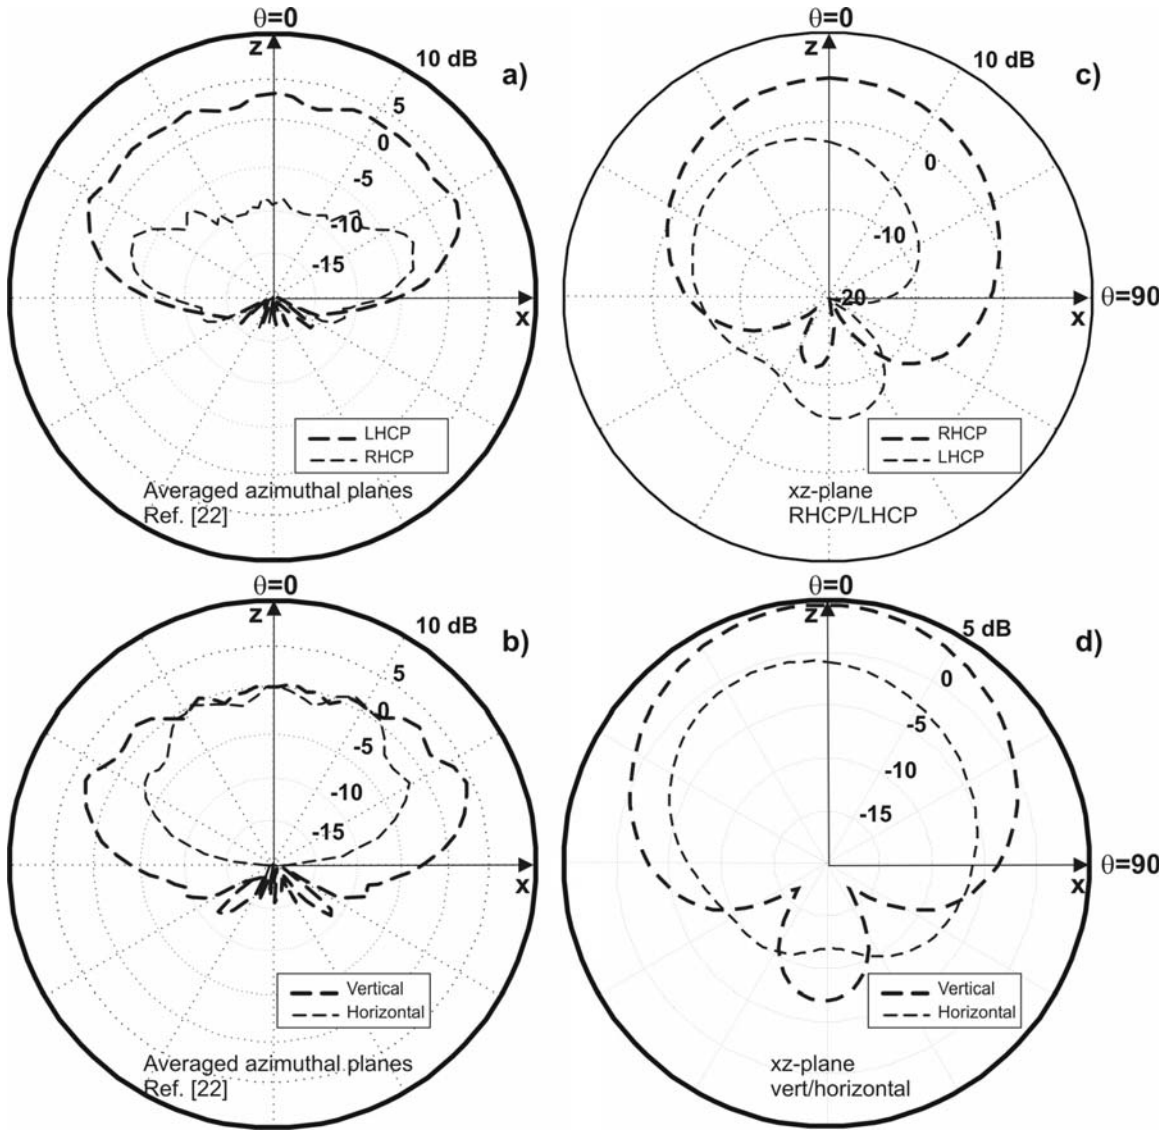 θ=0
z
10 dB
a)
5
0
-5
-10
-15
x
LHCP
RHCP
Averaged azimuthal planes
Ref. [22]
θ=0
z
10 dB
c)
0
-10
-20
θ=90
x
RHCP
LHCP
xz-plane
RHCP/LHCP
θ=0
z
10 dB
b)
5
0
-5
-10
-15
x
Vertical
Horizontal
Averaged azimuthal planes
Ref. [22]
θ=0
z
5 dB
d)
0
-5
-10
-15
θ=90
x
Vertical
Horizontal
xz-plane
vert/horizontal